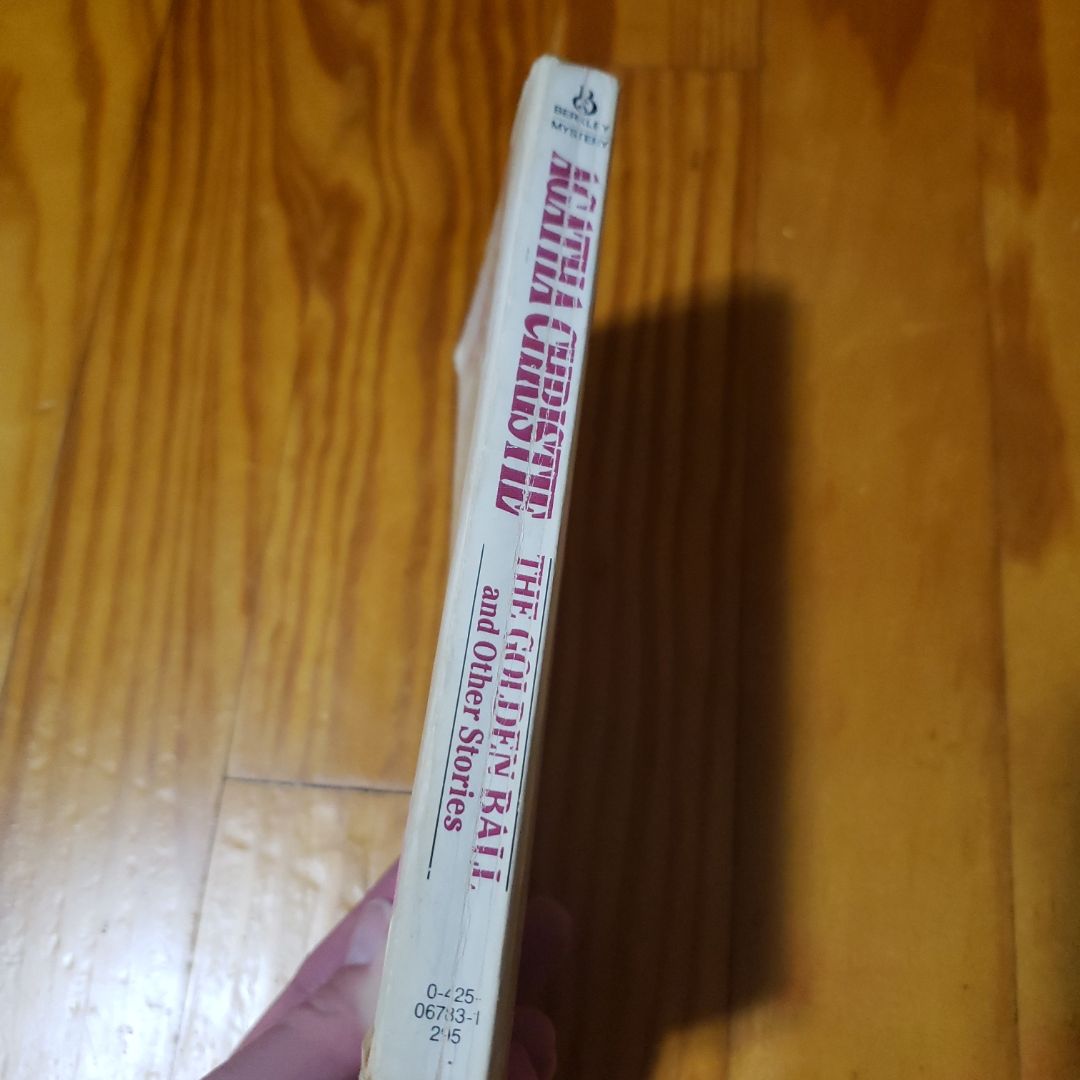 BERKLEY
MYSTERY
AGATHA CHRISTIE
THE GOLDEN BALL
and Other Stories
0-425-
06783-1
295